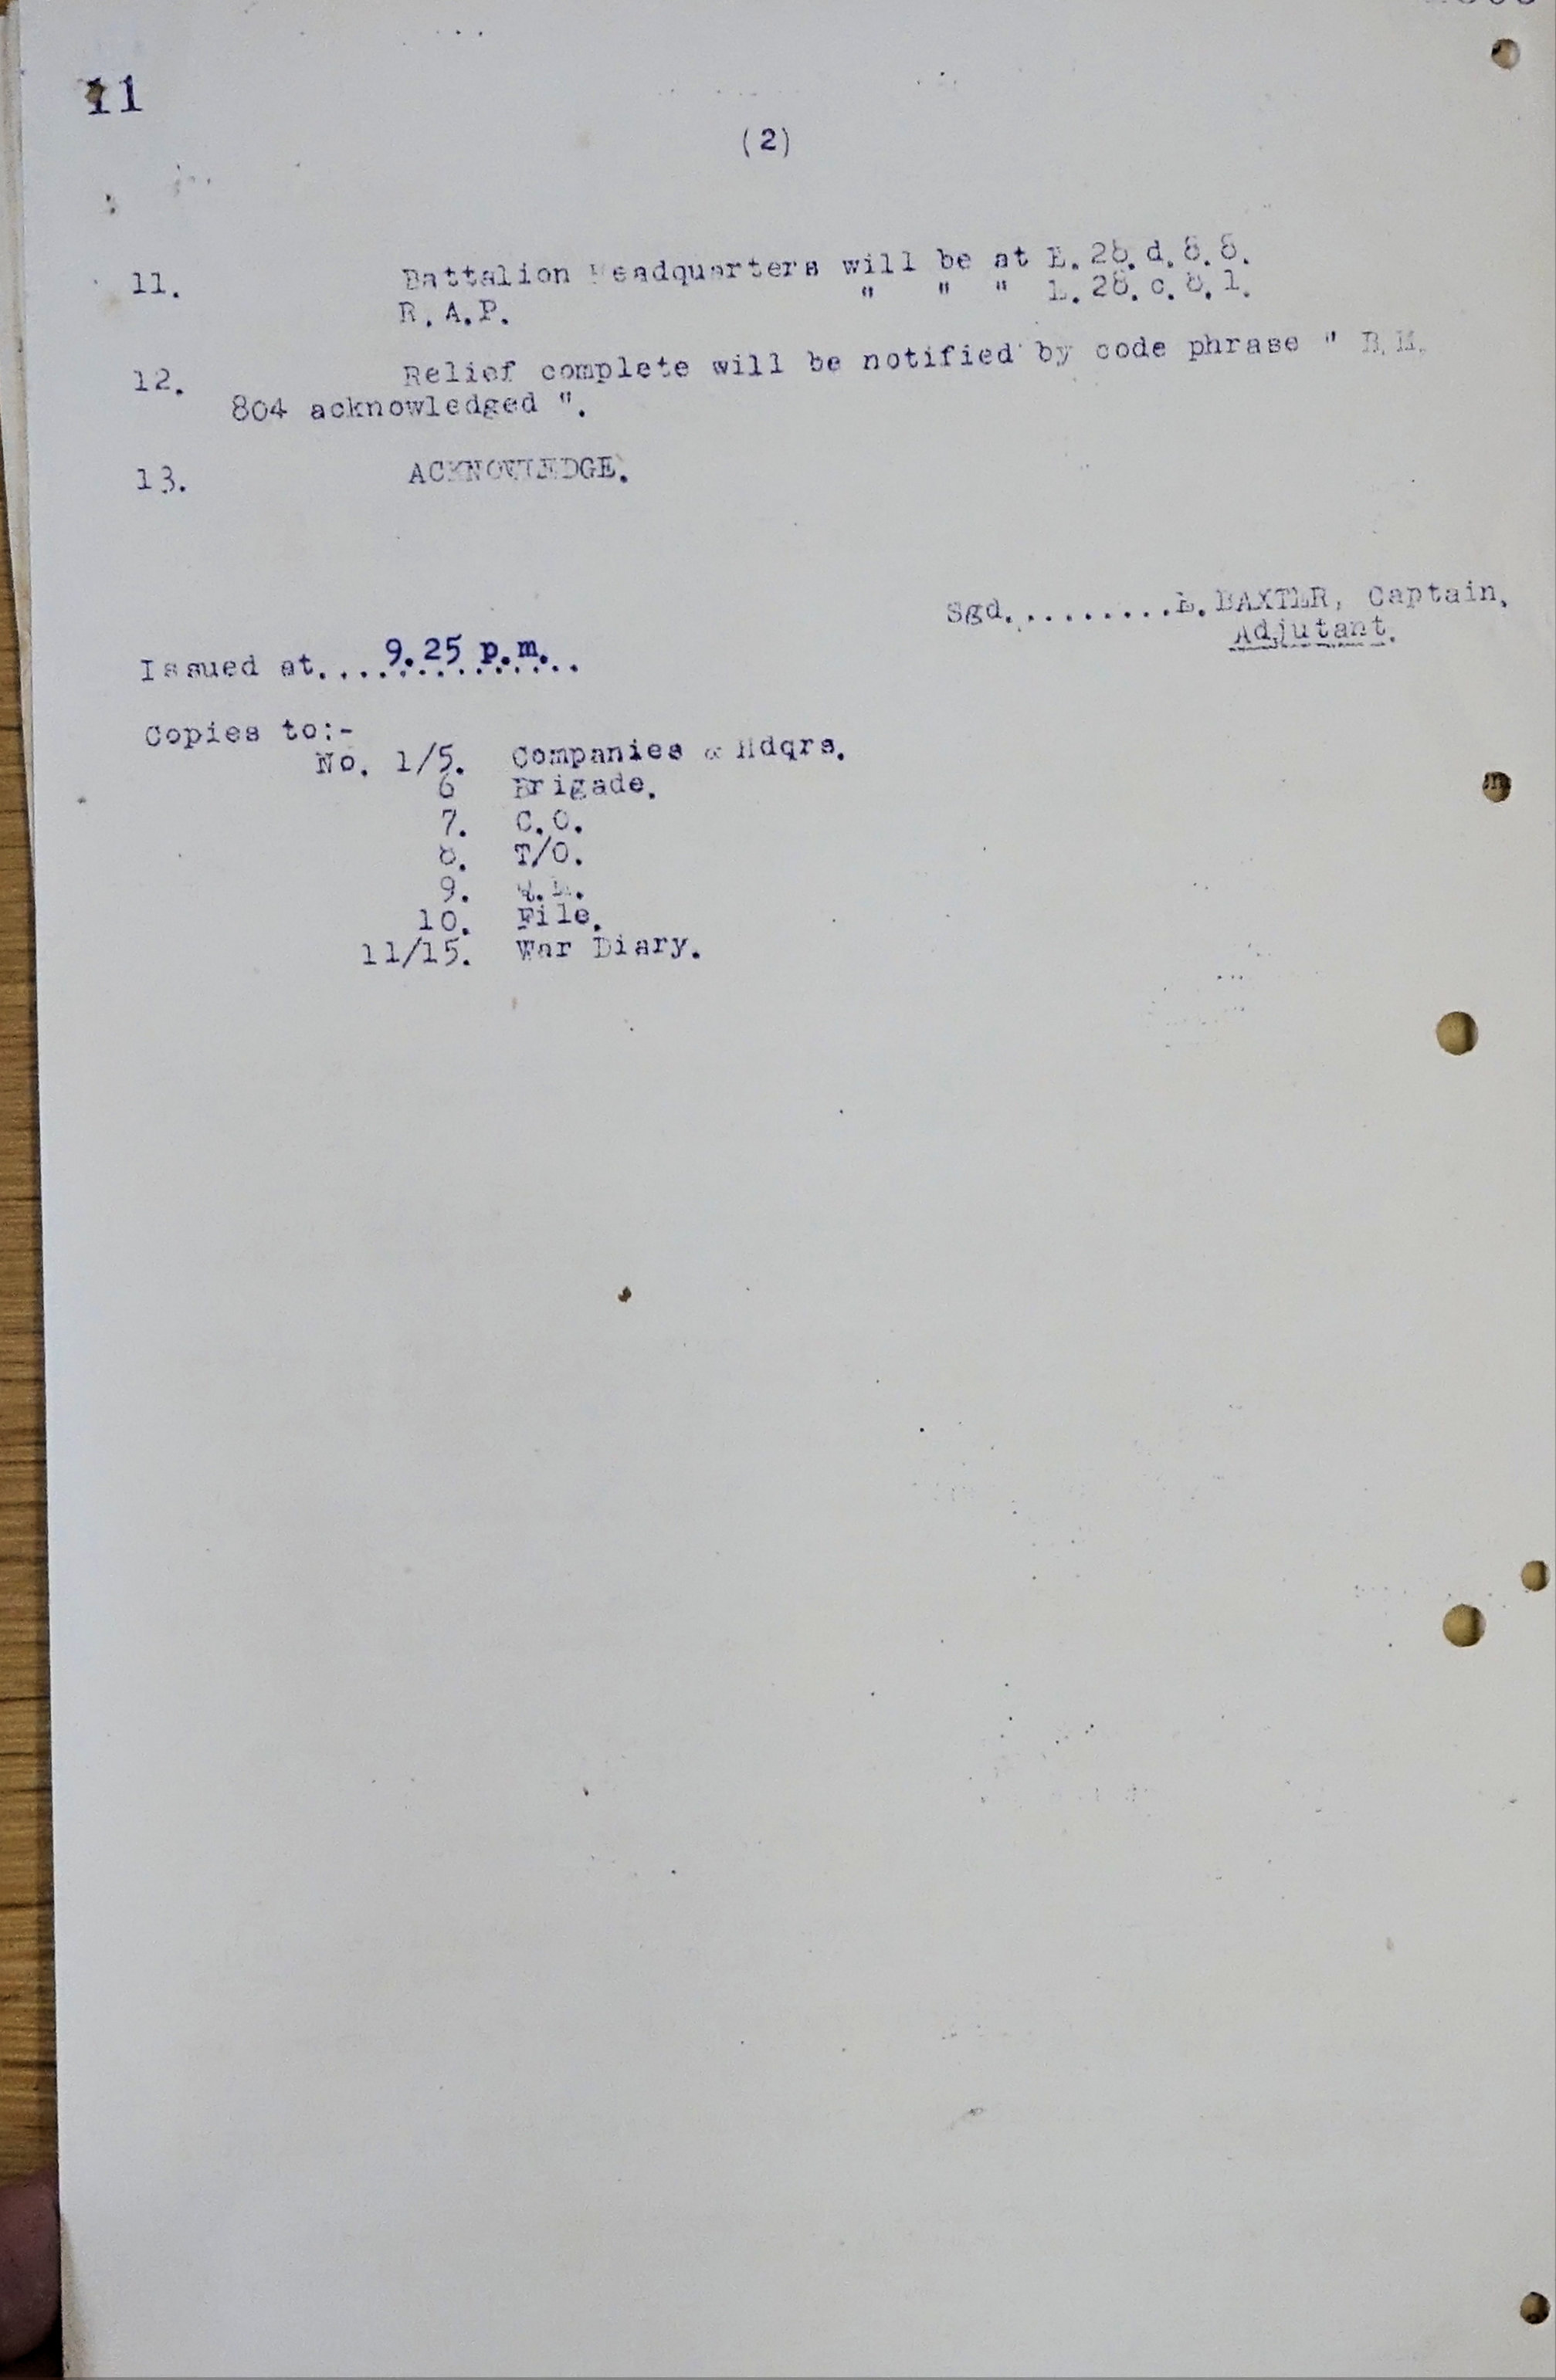 11
(2)
11. Battalion Headquarters will be at E. 28. d. 8. 8.
R.A.P. " " " E. 28. c. 8. 1.
12. Relief complete will be notified by code phrase " B.M.
804 acknowledged ".
13. ACKNOWLEDGE.
Sgd..........E.BAXTER, Captain.
Adjutant.
Issued at....9.25 p.m...
Copies to:-
No. 1/5. Companies & Hdqrs.
6 Brigade.
7. C.O.
8. T/O.
9. Q.M.
10. File.
11/15. War Diary.